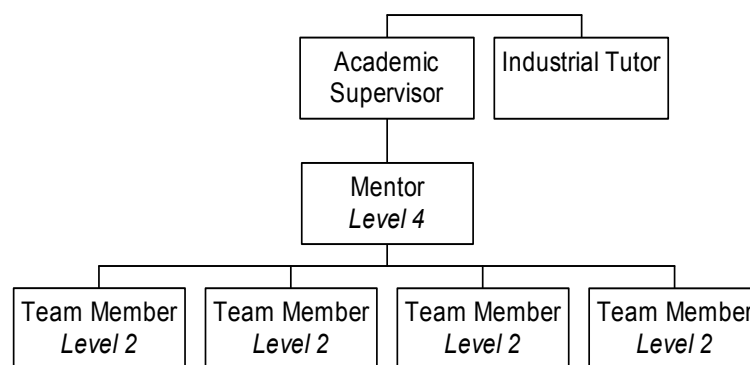 Academic
Supervisor
Industrial Tutor
Mentor
Level 4
Team Member
Level 2
Team Member
Level 2
Team Member
Level 2
Team Member
Level 2